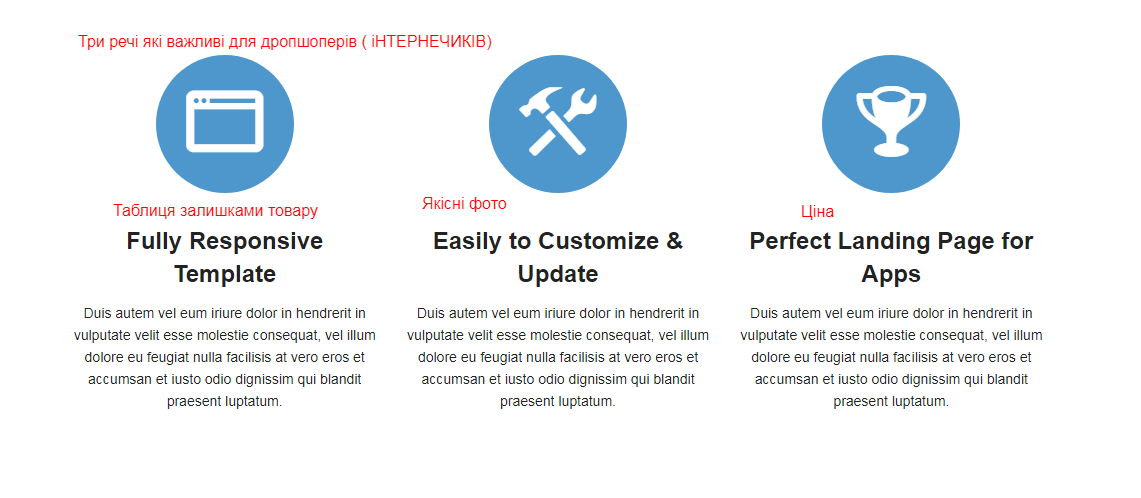 Три речі які важливі для дропшоперів ( іНТЕРНЕЧИКІВ)
Таблиця залишками товару
Fully Responsive
Template
Duis autem vel eum iriure dolor in hendrerit in
vulputate velit esse molestie consequat, vel illum
dolore eu feugiat nulla facilisis at vero eros et
accumsan et iusto odio dignissim qui blandit
praesent luptatum.
Якісні фото
Easily to Customize &
Update
Duis autem vel eum iriure dolor in hendrerit in
vulputate velit esse molestie consequat, vel illum
dolore eu feugiat nulla facilisis at vero eros et
accumsan et iusto odio dignissim qui blandit
praesent luptatum.
Ціна
Perfect Landing Page for
Apps
Duis autem vel eum iriure dolor in hendrerit in
vulputate velit esse molestie consequat, vel illum
dolore eu feugiat nulla facilisis at vero eros et
accumsan et iusto odio dignissim qui blandit
praesent luptatum.